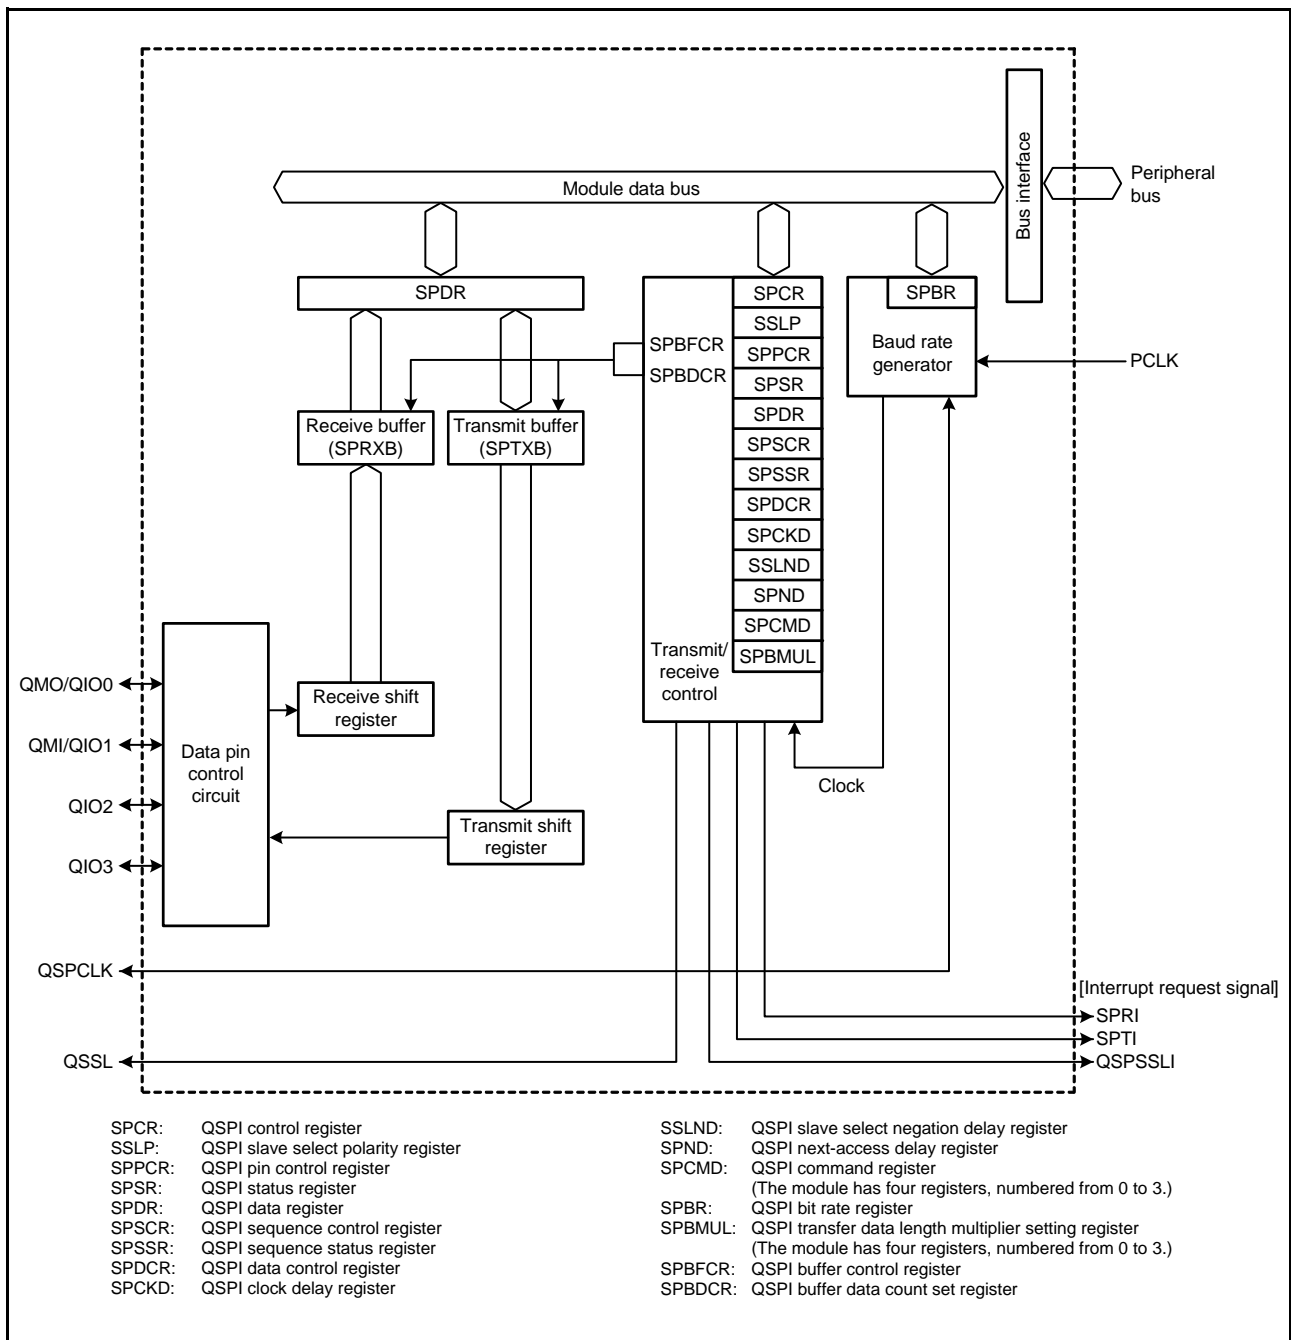 Module data bus
Bus interface
Peripheral
bus
SPDR
SPBFCR
SPBDCR
SPCR
SSLP
SPPCR
SPSR
SPDR
SPSCR
SPSSR
SPDCR
SPCKD
SSLND
SPND
SPCMD
SPBMUL
Transmit/
receive
control
SPBR
Baud rate
generator
PCLK
Receive buffer
(SPRXB)
Transmit buffer
(SPTXB)
QMO/QIO0
QMI/QIO1
QIO2
QIO3
Data pin
control
circuit
Receive shift
register
Transmit shift
register
Clock
QSPCLK
QSSL
[Interrupt request signal]
SPRI
SPTI
QSPSSLI
SPCR: QSPI control register
SSLP: QSPI slave select polarity register
SPPCR: QSPI pin control register
SPSR: QSPI status register
SPDR: QSPI data register
SPSCR: QSPI sequence control register
SPSSR: QSPI sequence status register
SPDCR: QSPI data control register
SPCKD: QSPI clock delay register
SSLND: QSPI slave select negation delay register
SPND: QSPI next-access delay register
SPCMD: QSPI command register
(The module has four registers, numbered from 0 to 3.)
SPBR: QSPI bit rate register
SPBMUL: QSPI transfer data length multiplier setting register
(The module has four registers, numbered from 0 to 3.)
SPBFCR: QSPI buffer control register
SPBDCR: QSPI buffer data count set register